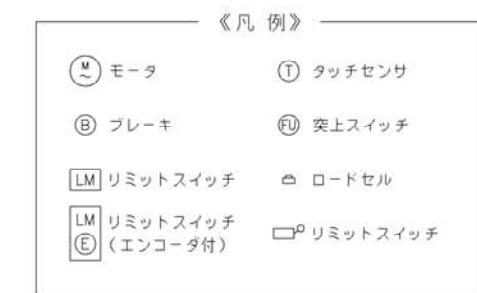 《凡 例》
M
~
モータ
T タッチセンサ
B ブレーキ
FU 突上スイッチ
LM リミットスイッチ
ロードセル
LM リミットスイッチ
E (エンコーダ付)
リミットスイッチ